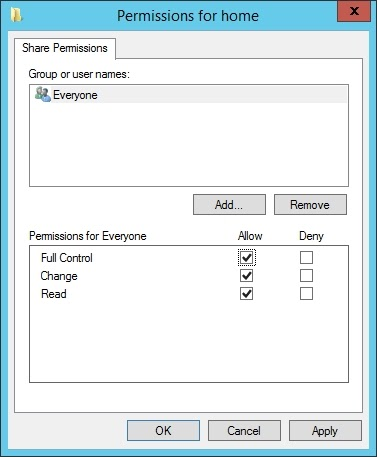 Permissions for home
x
Share Permissions
Group or user names:
Everyone
Add...
Remove
Permissions for Everyone Allow Deny
Full Control
Change
Read
OK
Cancel
Apply